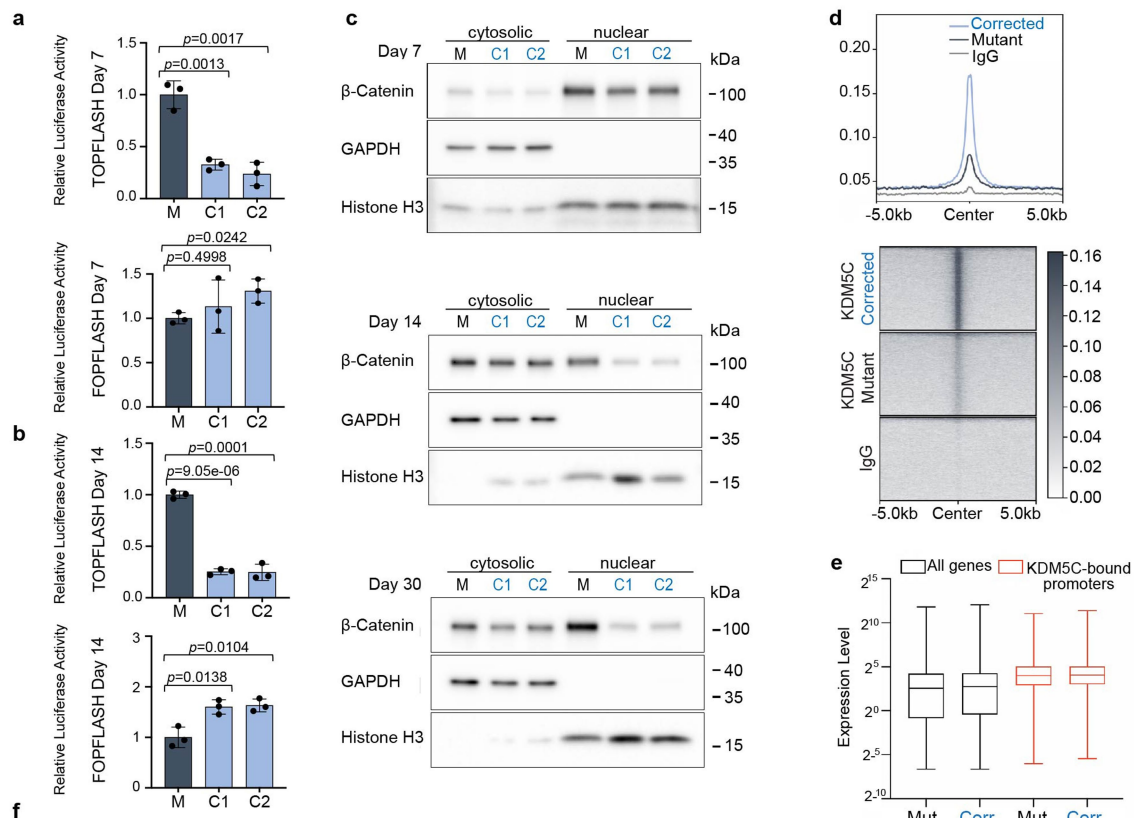 a
Relative Luciferase Activity
TOPFLASH Day 7
1.5
1.0
0.5
0.0
p=0.0017
p=0.0013
M C1 C2
Relative Luciferase Activity
FOPFLASH Day 7
1.5
1.0
0.5
0.0
p=0.0242
p=0.4998
M C1 C2
b
Relative Luciferase Activity
TOPFLASH Day 14
1.5
1.0
0.5
0.0
p=0.0001
p=9.05e-06
M C1 C2
Relative Luciferase Activity
FOPFLASH Day 14
3
2
1
0
p=0.0104
p=0.0138
M C1 C2
c
cytosolic nuclear
Day 7 M C1 C2 M C1 C2 kDa
β-Catenin
100
GAPDH
40
35
Histone H3
15
cytosolic nuclear
Day 14 M C1 C2 M C1 C2 kDa
β-Catenin
100
GAPDH
40
35
Histone H3
15
cytosolic nuclear
Day 30 M C1 C2 M C1 C2 kDa
β-Catenin
100
GAPDH
40
35
Histone H3
15
d
Corrected
Mutant
IgG
0.20
0.15
0.10
0.05
-5.0kb Center 5.0kb
KDM5C
Corrected
KDM5C
Mutant
IgG
0.16
0.14
0.12
0.10
0.08
0.06
0.04
0.02
0.00
-5.0kb Center 5.0kb
e
All genes
KDM5C-bound
promoters
Expression Level
2^15
2^10
2^5
2^0
2^-5
2^-10
Mut Corr Mut Corr
f